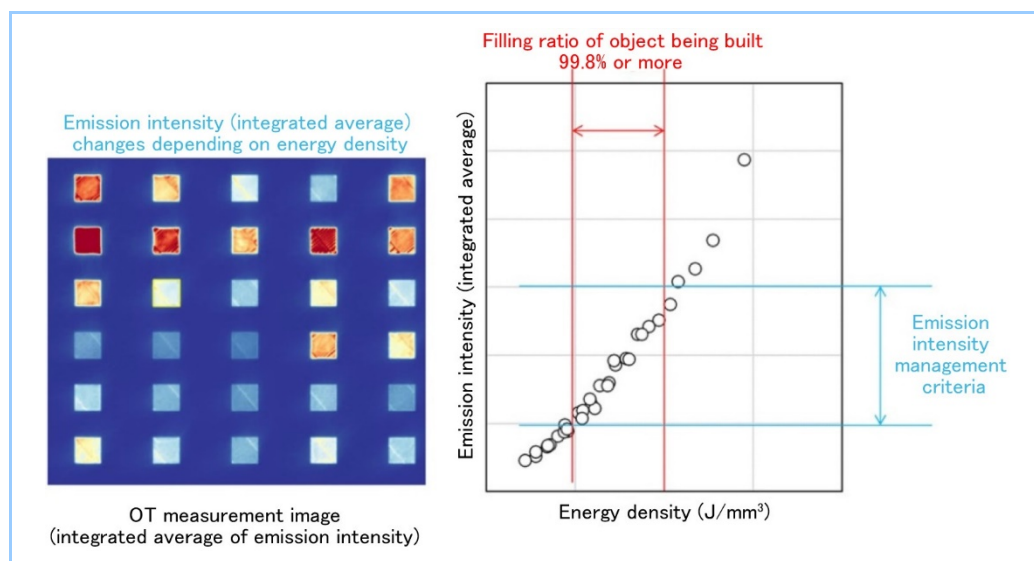 Emission intensity (integrated average)
changes depending on energy density
OT measurement image
(integrated average of emission intensity)
Filling ratio of object being built
99.8% or more
Emission intensity (integrated average)
Energy density (J/mm³)
Emission
intensity
management
criteria